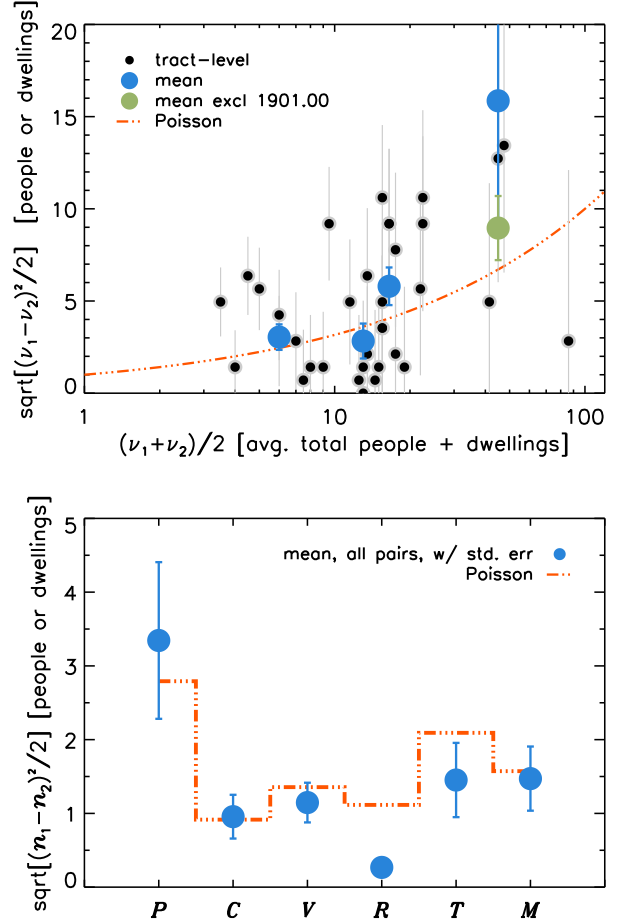 sqrt[(ν₁−ν₂)²/2] [people or dwellings]
20
15
10
5
0
tract−level
mean
mean excl 1901.00
Poisson
1 10 100
(ν₁+ν₂)/2 [avg. total people + dwellings]
sqrt[(n₁−n₂)²/2] [people or dwellings]
5
4
3
2
1
0
mean, all pairs, w/ std. err
Poisson
P C V R T M